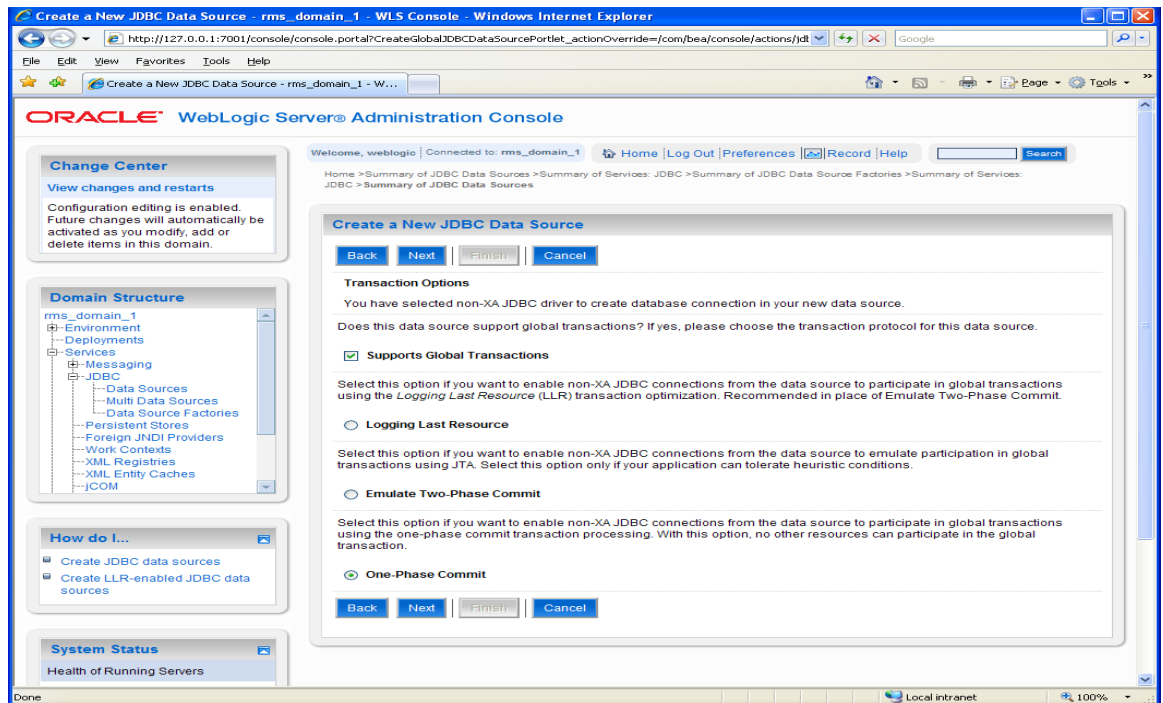 Create a New JDBC Data Source - rms_domain_1 - WLS Console - Windows Internet Explorer
http://127.0.0.1:7001/console/console.portal?CreateGlobalJDBCDataSourcePortlet_actionOverride=/com/bea/console/actions/jdt
Google
File Edit View Favorites Tools Help
Create a New JDBC Data Source - rms_domain_1 - W...
Page Tools
ORACLE WebLogic Server® Administration Console
Change Center
View changes and restarts
Configuration editing is enabled.
Future changes will automatically be
activated as you modify, add or
delete items in this domain.
Domain Structure
rms_domain_1
Environment
Deployments
Services
Messaging
JDBC
Data Sources
Multi Data Sources
Data Source Factories
Persistent Stores
Foreign JNDI Providers
Work Contexts
XML Registries
XML Entity Caches
jCOM
How do I...
Create JDBC data sources
Create LLR-enabled JDBC data
sources
System Status
Health of Running Servers
Welcome, weblogic Connected to: rms_domain_1 Home Log Out Preferences Record Help Search
Home >Summary of JDBC Data Sources >Summary of Services: JDBC >Summary of JDBC Data Source Factories >Summary of Services:
JDBC >Summary of JDBC Data Sources
Create a New JDBC Data Source
Back Next Finish Cancel
Transaction Options
You have selected non-XA JDBC driver to create database connection in your new data source.
Does this data source support global transactions? If yes, please choose the transaction protocol for this data source.
Supports Global Transactions
Select this option if you want to enable non-XA JDBC connections from the data source to participate in global transactions
using the Logging Last Resource (LLR) transaction optimization. Recommended in place of Emulate Two-Phase Commit.
Logging Last Resource
Select this option if you want to enable non-XA JDBC connections from the data source to emulate participation in global
transactions using JTA. Select this option only if your application can tolerate heuristic conditions.
Emulate Two-Phase Commit
Select this option if you want to enable non-XA JDBC connections from the data source to participate in global transactions
using the one-phase commit transaction processing. With this option, no other resources can participate in the global
transaction.
One-Phase Commit
Back Next Finish Cancel
Done
Local intranet
100%